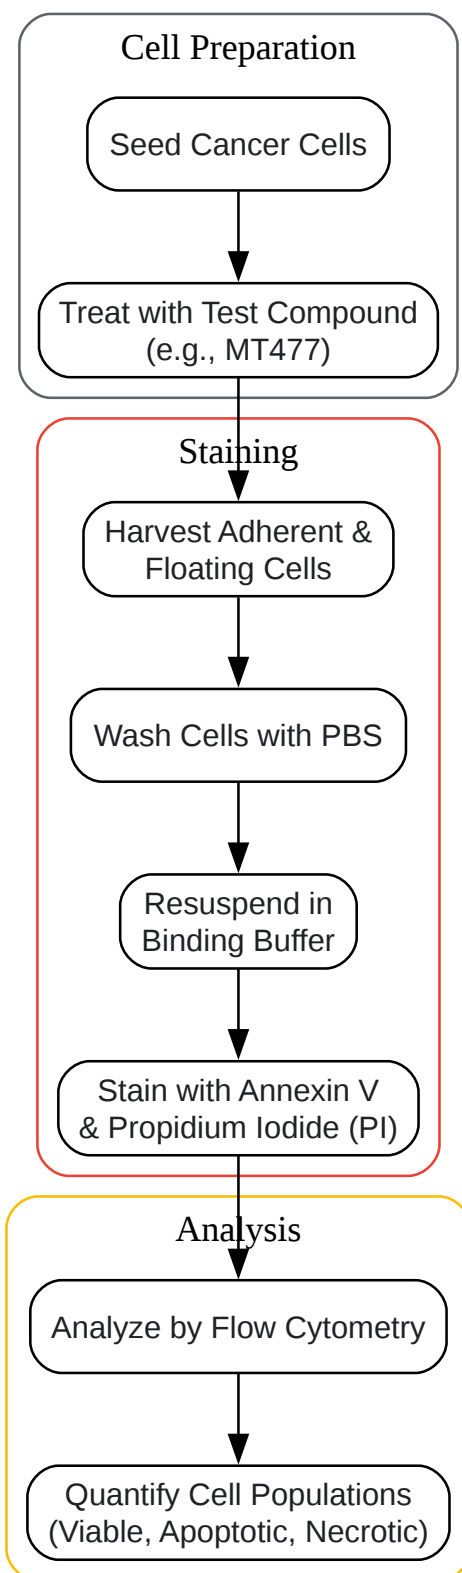 Cell Preparation
Seed Cancer Cells
Treat with Test Compound
(e.g., MT477)
Staining
Harvest Adherent &
Floating Cells
Wash Cells with PBS
Resuspend in
Binding Buffer
Stain with Annexin V
& Propidium Iodide (PI)
Analysis
Analyze by Flow Cytometry
Quantify Cell Populations
(Viable, Apoptotic, Necrotic)